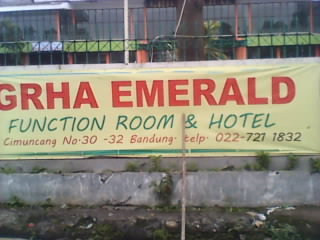 GRHA EMERALD
FUNCTION ROOM & HOTEL
Cimuncang No.30 -32 Bandung. telp. 022-721 1832